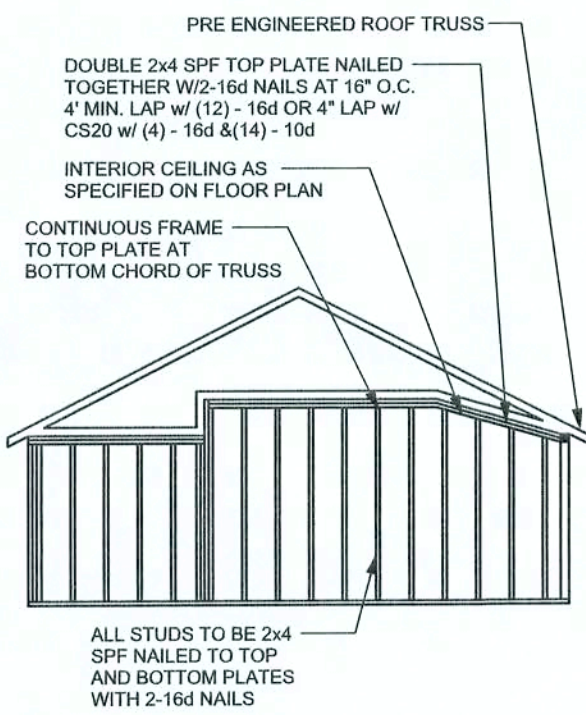 PRE ENGINEERED ROOF TRUSS
DOUBLE 2x4 SPF TOP PLATE NAILED
TOGETHER W/2-16d NAILS AT 16" O.C.
4' MIN. LAP w/ (12) - 16d OR 4" LAP w/
CS20 w/ (4) - 16d &(14) - 10d
INTERIOR CEILING AS
SPECIFIED ON FLOOR PLAN
CONTINUOUS FRAME
TO TOP PLATE AT
BOTTOM CHORD OF TRUSS
ALL STUDS TO BE 2x4
SPF NAILED TO TOP
AND BOTTOM PLATES
WITH 2-16d NAILS